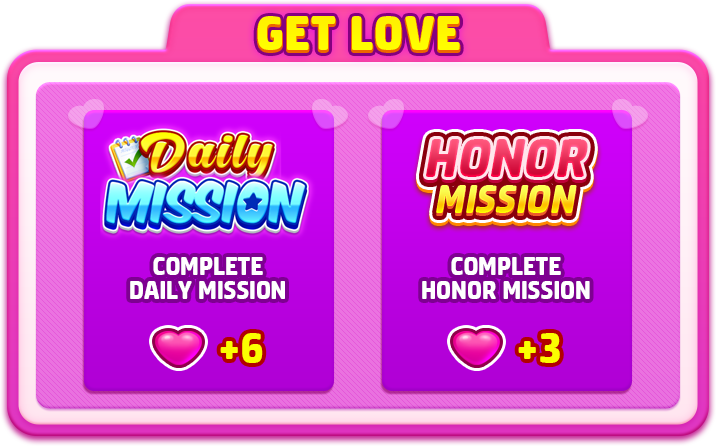 GET LOVE
Daily
MISSION
COMPLETE
DAILY MISSION
+6
HONOR
MISSION
COMPLETE
HONOR MISSION
+3